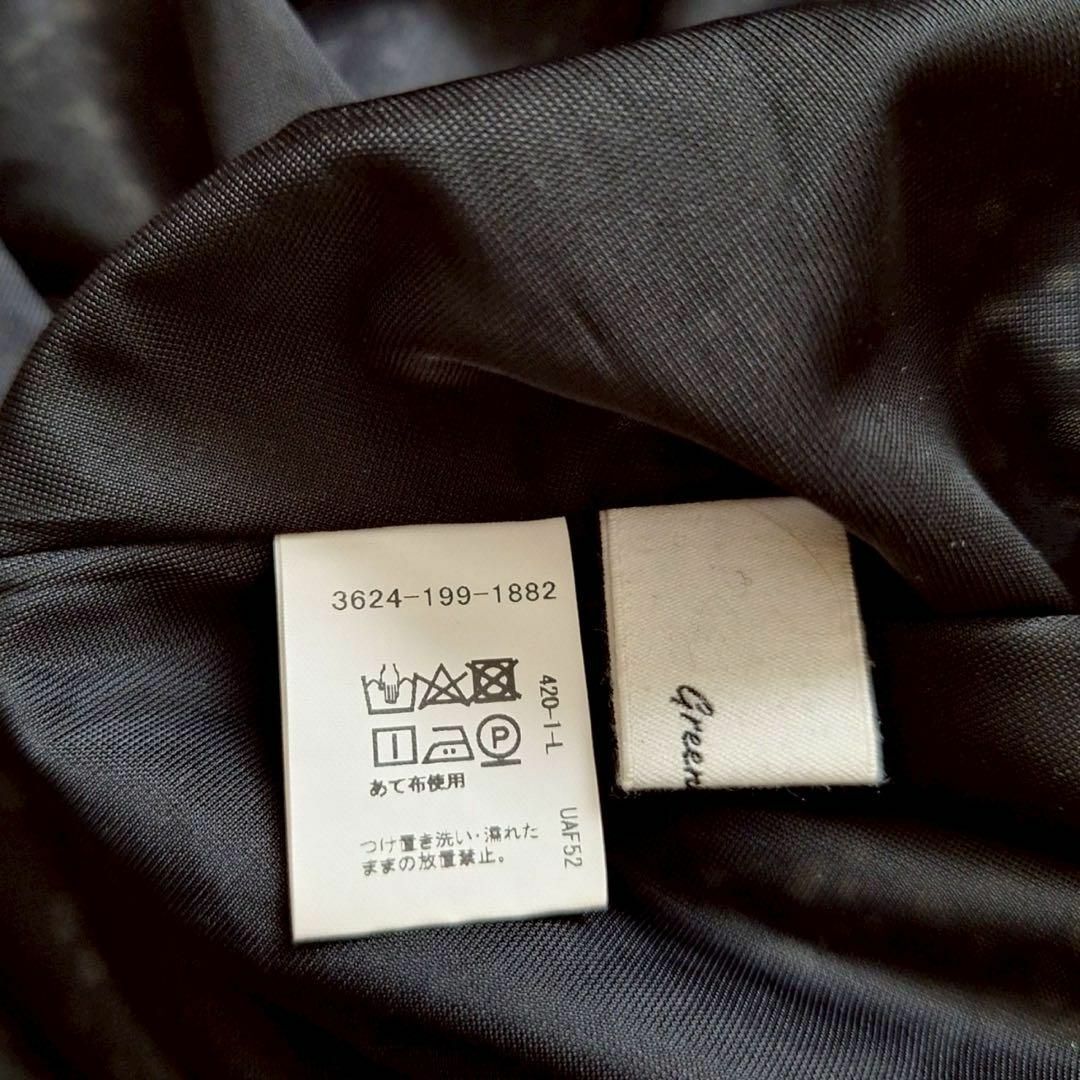 3624-199-1882
420-1-L
P
あて布使用
つけ置き洗い・濡れた
ままの放置禁止。
UAF52
Green